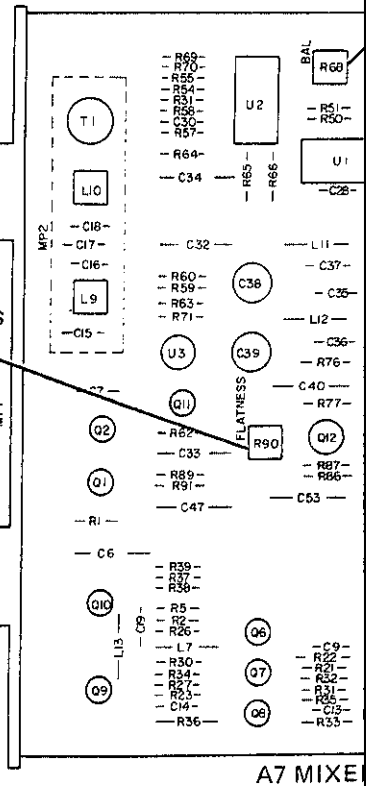 R69
R70
R55
R54
R31
R58
C30
R57
R64
C34
R65
R66
U2
BAL
R68
R51
R50
U1
C28
T1
L10
MP2
C18
C17
C16
L9
C15
C32
R60
R59
R63
R71
C38
L11
C37
C35
L12
C36
R76
U3
C39
C7
Q11
Q2
R62
C33
FLATNESS
R90
C40
R77
Q12
R87
R86
Q1
R89
R91
C47
C53
R1
C6
R39
R37
R38
Q10
R5
R2
R26
C19
L13
L7
R30
R34
R27
R23
C14
R36
Q9
Q6
Q7
Q8
C9
R22
R21
R32
R31
R35
C13
R33
A7 MIXE